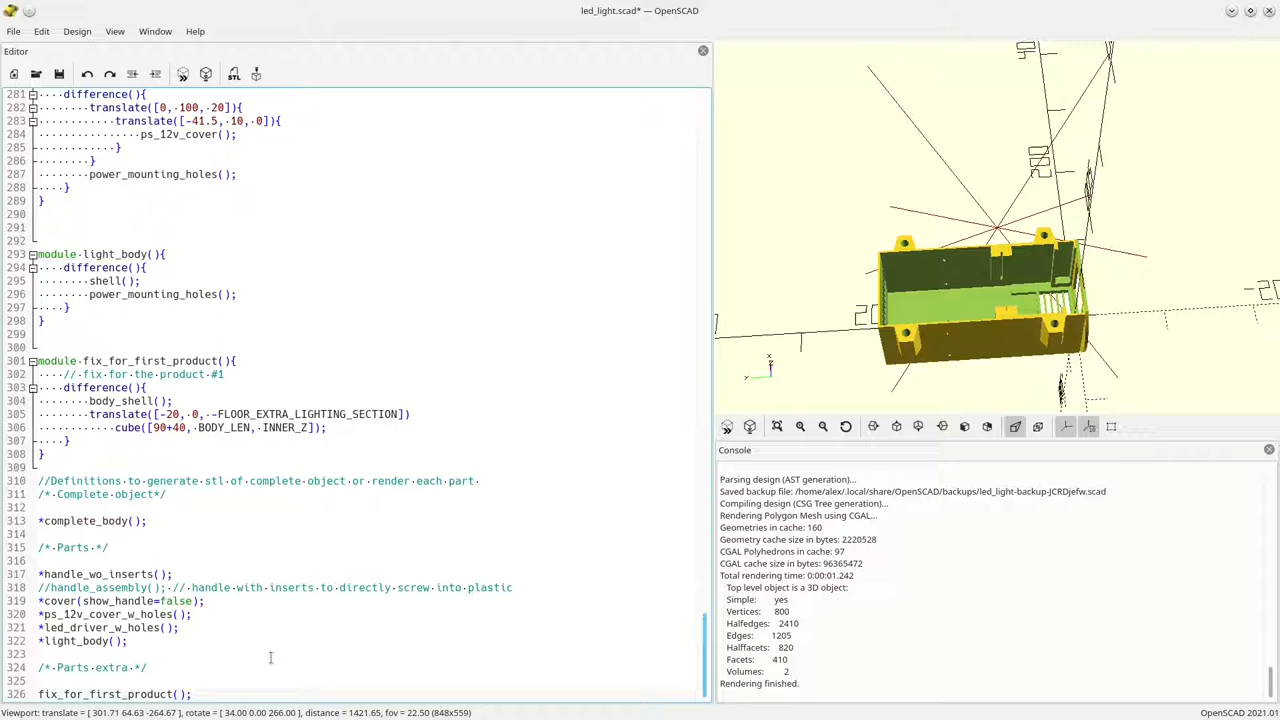 led_light.scad* — OpenSCAD
File Edit Design View Window Help
Editor
STL
281 ····difference(){
282 ········translate([0,·100,·20]){
283 ············translate([-41.5,·10,·0]){
284 ················ps_12v_cover();
285 ············}
286 ········}
287 ········power_mounting_holes();
288 ····}
289 }
290
291
292
293 module·light_body(){
294 ····difference(){
295 ········shell();
296 ········power_mounting_holes();
297 ····}
298 }
299
300
301 module·fix_for_first_product(){
302 ····//·fix·for·the·product·#1
303 ····difference(){
304 ········body_shell();
305 ········translate([-20,·0,·-FLOOR_EXTRA_LIGHTING_SECTION])
306 ············cube([90+40,·BODY_LEN,·INNER_Z]);
307 ····}
308 }
309
310 //Definitions·to·generate·stl·of·complete·object·or·render·each·part·
311 /*·Complete·object*/
312
313 *complete_body();
314
315 /*·Parts·*/
316
317 *handle_wo_inserts();
318 //handle_assembly();·//·handle·with·inserts·to·directly·screw·into·plastic
319 *cover(show_handle=false);
320 *ps_12v_cover_w_holes();
321 *led_driver_w_holes();
322 *light_body();
323
324 /*·Parts·extra·*/
325
326 fix_for_first_product();
200
20
-20
Console
Parsing design (AST generation)...
Saved backup file: /home/alex/.local/share/OpenSCAD/backups/led_light-backup-JCRDjefw.scad
Compiling design (CSG Tree generation)...
Rendering Polygon Mesh using CGAL...
Geometries in cache: 160
Geometry cache size in bytes: 2220528
CGAL Polyhedrons in cache: 97
CGAL cache size in bytes: 96365472
Total rendering time: 0:00:01.242
Top level object is a 3D object:
Simple: yes
Vertices: 800
Halfedges: 2410
Edges: 1205
Halffacets: 820
Facets: 410
Volumes: 2
Rendering finished.
Viewport: translate = [ 301.71 64.63 -264.67 ], rotate = [ 34.00 0.00 266.00 ], distance = 1421.65, fov = 22.50 (848x559)
OpenSCAD 2021.01